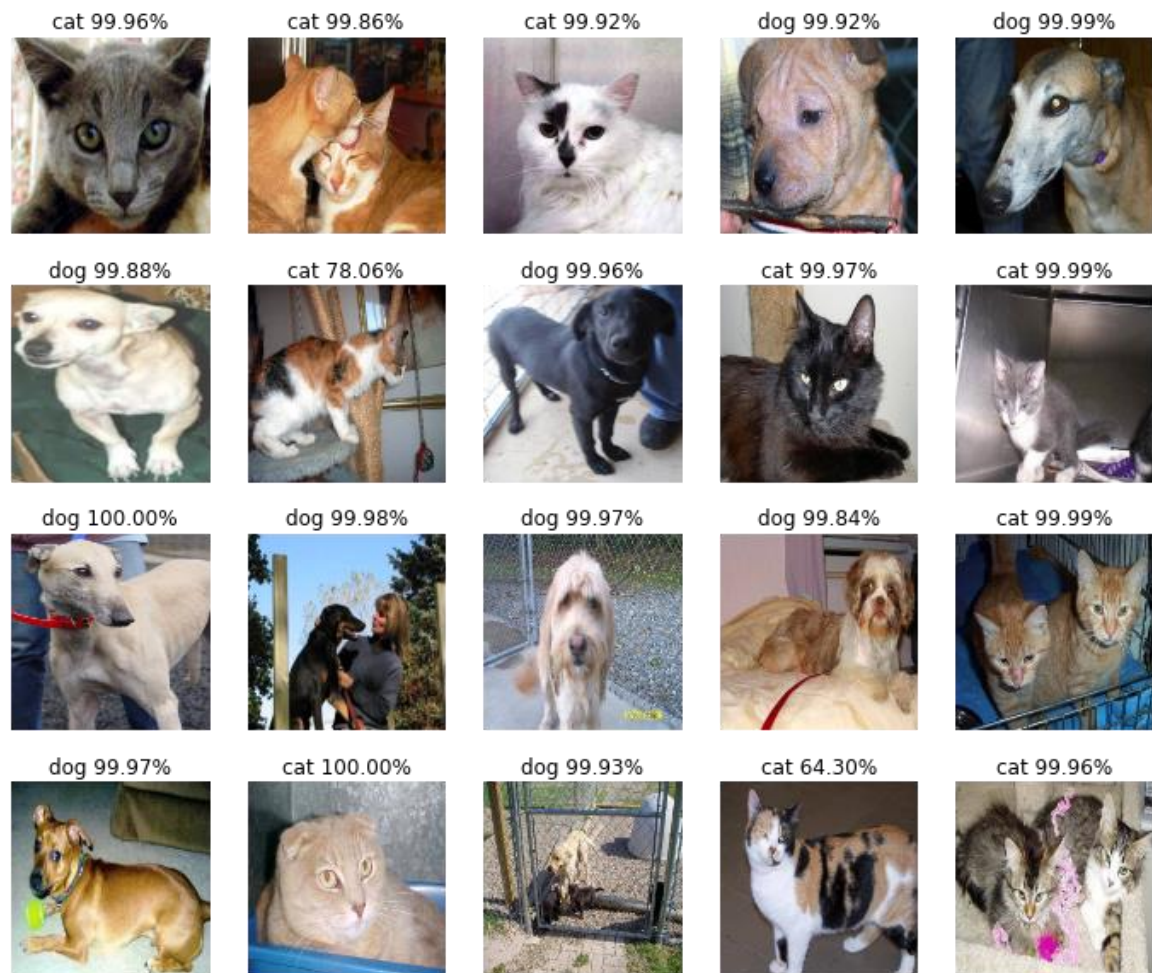 cat 99.96%
cat 99.86%
cat 99.92%
dog 99.92%
dog 99.99%
dog 99.88%
cat 78.06%
dog 99.96%
cat 99.97%
cat 99.99%
dog 100.00%
dog 99.98%
dog 99.97%
dog 99.84%
cat 99.99%
dog 99.97%
cat 100.00%
dog 99.93%
cat 64.30%
cat 99.96%